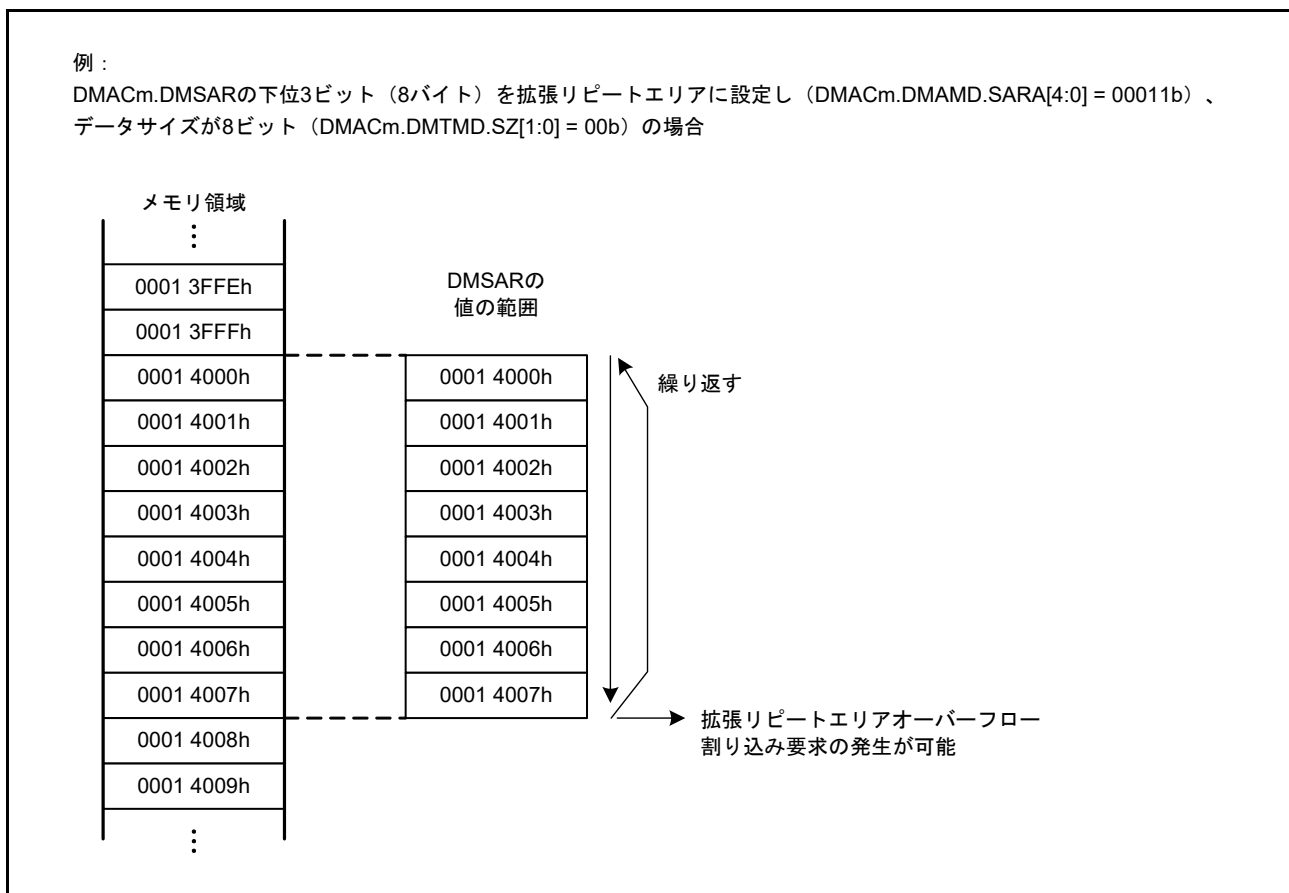 例：
DMACm.DMSARの下位3ビット（8バイト）を拡張リピートエリアに設定し（DMACm.DMAMD.SARA[4:0] = 00011b）、
データサイズが8ビット（DMACm.DMTMD.SZ[1:0] = 00b）の場合
メモリ領域
0001 3FFEh
0001 3FFFh
0001 4000h
0001 4001h
0001 4002h
0001 4003h
0001 4004h
0001 4005h
0001 4006h
0001 4007h
0001 4008h
0001 4009h
DMSARの
値の範囲
0001 4000h
0001 4001h
0001 4002h
0001 4003h
0001 4004h
0001 4005h
0001 4006h
0001 4007h
繰り返す
拡張リピートエリアオーバーフロー
割り込み要求の発生が可能